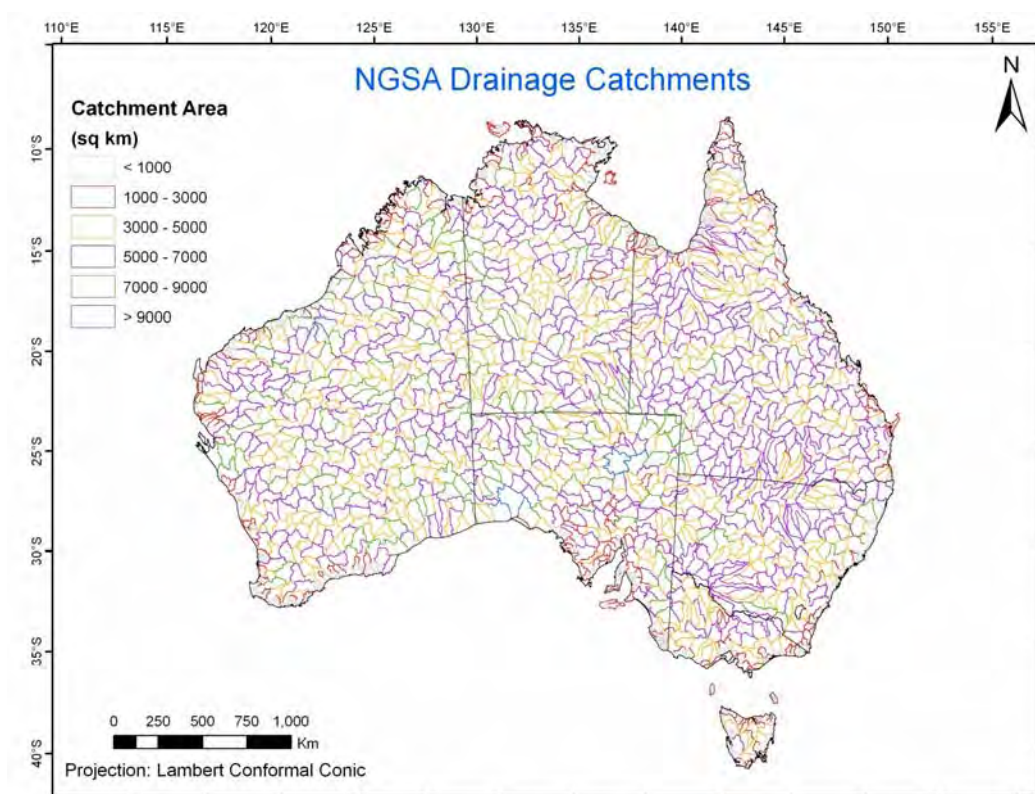 110°E 115°E 120°E 125°E 130°E 135°E 140°E 145°E 150°E 155°E
NGSA Drainage Catchments
N
Catchment Area
(sq km)
< 1000
1000 - 3000
3000 - 5000
5000 - 7000
7000 - 9000
> 9000
10°S
15°S
20°S
25°S
30°S
35°S
40°S
0 250 500 750 1,000
Km
Projection: Lambert Conformal Conic